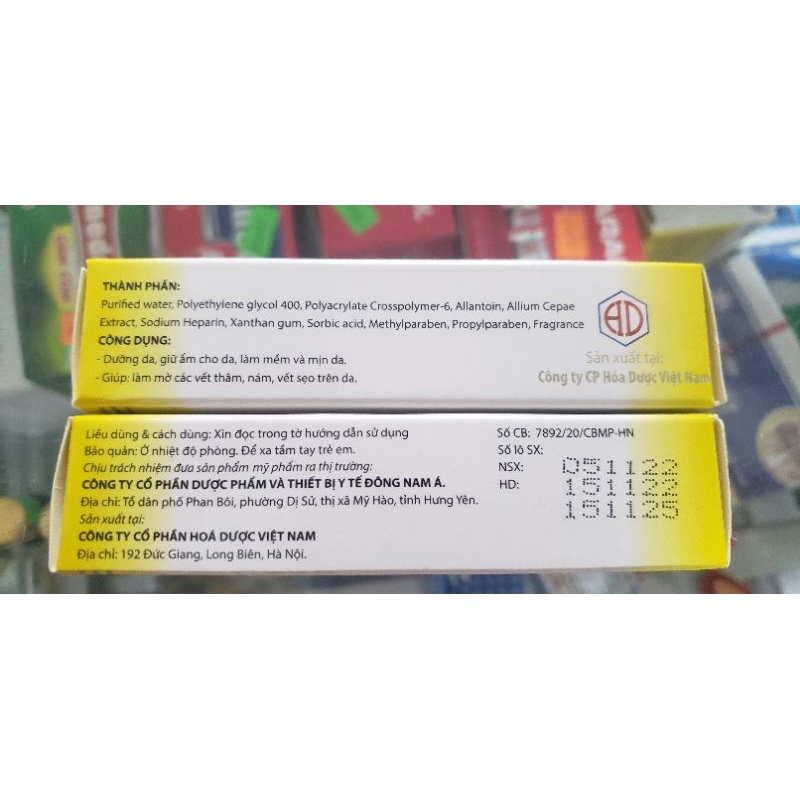 THÀNH PHẦN:
Purified water, Polyethylene glycol 400, Polyacrylate Crosspolymer-6, Allantoin, Allium Cepae
Extract, Sodium Heparin, Xanthan gum, Sorbic acid, Methylparaben, Propylparaben, Fragrance
CÔNG DỤNG:
- Dưỡng da, giữ ẩm cho da, làm mềm và mịn da.
- Giúp: làm mờ các vết thâm, nám, vết sẹo trên da.
HD
Sản xuất tại:
Công ty CP Hóa Dược Việt Nam
Liều dùng & cách dùng: Xin đọc trong tờ hướng dẫn sử dụng
Bảo quản: Ở nhiệt độ phòng. Để xa tầm tay trẻ em.
Chịu trách nhiệm đưa sản phẩm mỹ phẩm ra thị trường:
CÔNG TY CỔ PHẦN DƯỢC PHẨM VÀ THIẾT BỊ Y TẾ ĐÔNG NAM Á.
Địa chỉ: Tổ dân phố Phan Bôi, phường Dị Sử, thị xã Mỹ Hào, tỉnh Hưng Yên.
Sản xuất tại:
CÔNG TY CỔ PHẦN HOÁ DƯỢC VIỆT NAM
Địa chỉ: 192 Đức Giang, Long Biên, Hà Nội.
Số CB: 7892/20/CBMP-HN
Số lô SX: 051122
NSX: 151122
HD: 151125